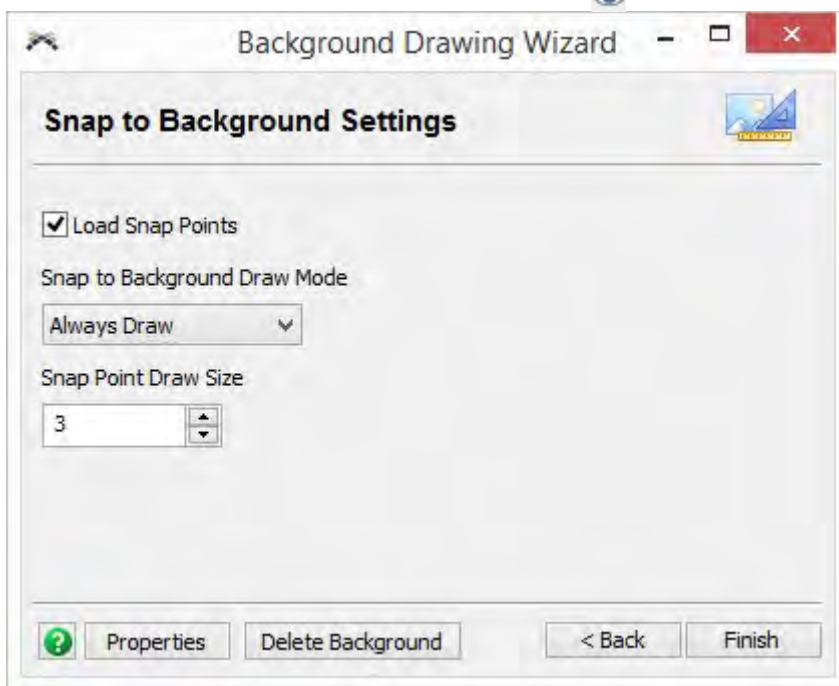 Background Drawing Wizard
Snap to Background Settings
Load Snap Points
Snap to Background Draw Mode
Always Draw
Snap Point Draw Size
3
Properties Delete Background < Back Finish